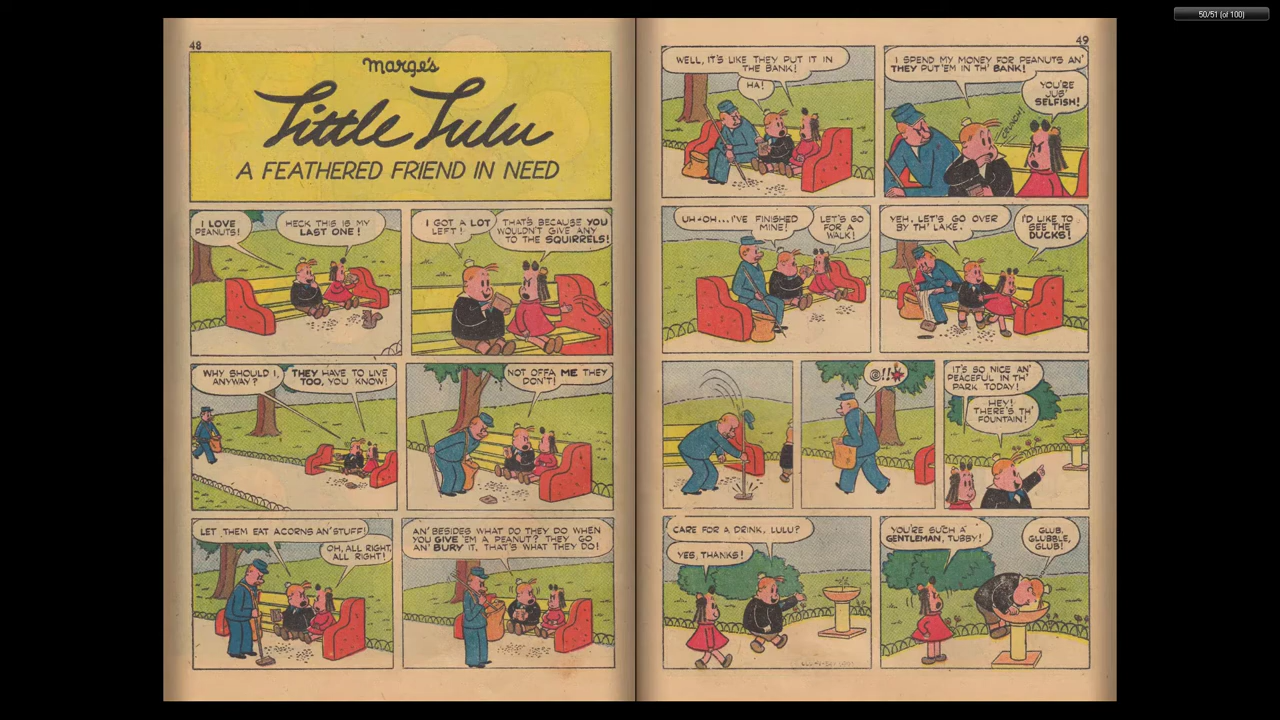 50/51 (of 100)
48
marge's
Little Lulu
A FEATHERED FRIEND IN NEED
I LOVE
PEANUTS!
HECK THIS IS MY
LAST ONE!
I GOT A LOT
LEFT!
THAT'S BECAUSE YOU
WOULDN'T GIVE ANY
TO THE SQUIRRELS!
WHY SHOULD I,
ANYWAY?
THEY HAVE TO LIVE
TOO, YOU KNOW!
NOT OFFA ME THEY
DON'T!
LET THEM EAT ACORNS AN' STUFF!
OH, ALL RIGHT,
ALL RIGHT!
AN' BESIDES WHAT DO THEY DO WHEN
YOU GIVE 'EM A PEANUT? THEY GO
AN' BURY IT, THAT'S WHAT THEY DO!
49
WELL, IT'S LIKE THEY PUT IT IN
THE BANK!
HA!
I SPEND MY MONEY FOR PEANUTS AN'
THEY PUT 'EM IN TH' BANK!
YOU'RE
JUS'
SELFISH!
CRUNCH!
UH-OH... I'VE FINISHED
MINE!
LET'S GO
FOR A
WALK!
YEH, LET'S GO OVER
BY TH' LAKE.
I'D LIKE TO
SEE THE
DUCKS!
@!!
IT'S SO NICE AN'
PEACEFUL IN TH'
PARK TODAY!
HEY!
THERE'S TH'
FOUNTAIN!
CARE FOR A DRINK, LULU?
YES, THANKS!
YOU'RE SUCH A
GENTLEMAN, TUBBY!
GLUB,
GLUBBLE,
GLUB!